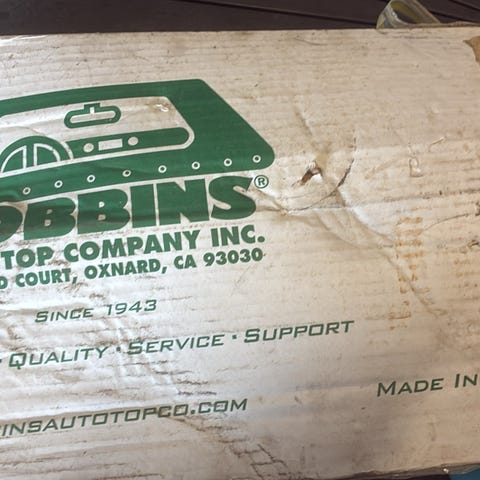 OBBINS®
TOP COMPANY INC.
D COURT, OXNARD, CA 93030
SINCE 1943
QUALITY • SERVICE • SUPPORT
MADE IN
INSAUTOTOPCO.COM